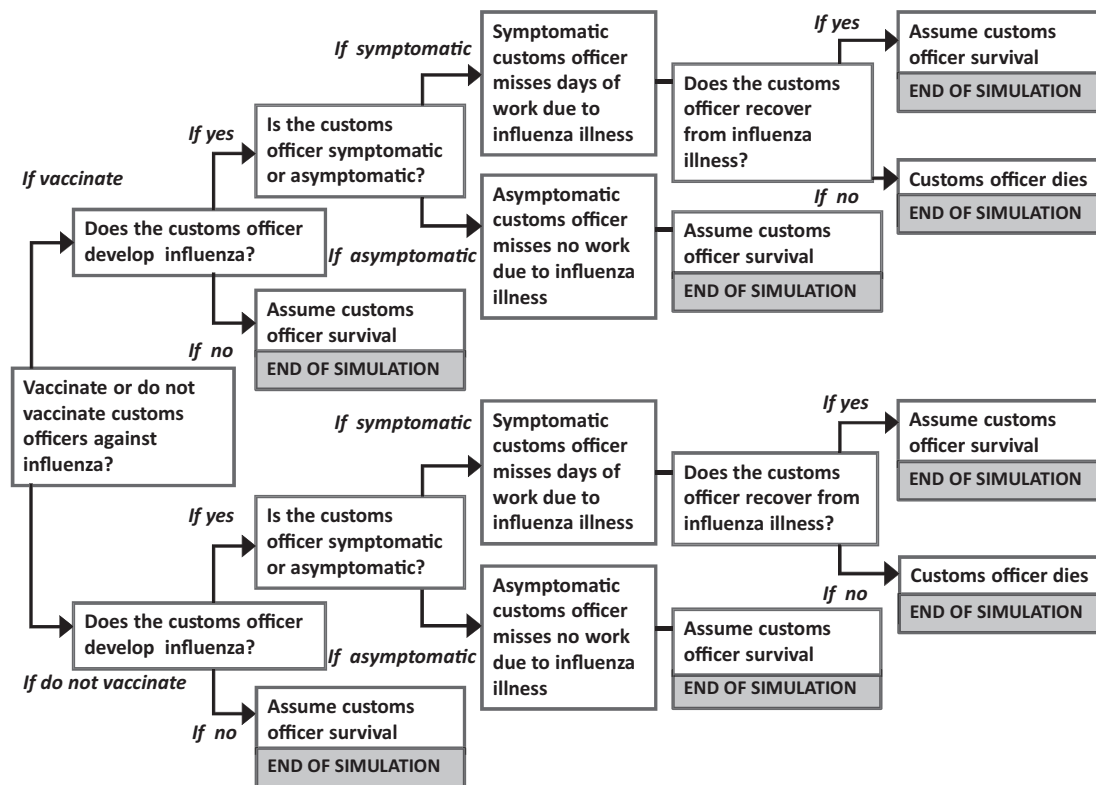 If vaccinate
Vaccinate or do not
vaccinate customs
officers against
influenza?
If do not vaccinate
Does the customs officer
develop influenza?
If yes
Is the customs
officer symptomatic
or asymptomatic?
If symptomatic
Symptomatic
customs officer
misses days of
work due to
influenza illness
Does the customs
officer recover
from influenza
illness?
If yes
Assume customs
officer survival
END OF SIMULATION
If no
Customs officer dies
END OF SIMULATION
If asymptomatic
Asymptomatic
customs officer
misses no work
due to influenza
illness
Assume customs
officer survival
END OF SIMULATION
If no
Assume customs
officer survival
END OF SIMULATION
Does the customs officer
develop influenza?
If yes
Is the customs
officer symptomatic
or asymptomatic?
If symptomatic
Symptomatic
customs officer
misses days of
work due to
influenza illness
Does the customs
officer recover from
influenza illness?
If yes
Assume customs
officer survival
END OF SIMULATION
If no
Customs officer dies
END OF SIMULATION
If asymptomatic
Asymptomatic
customs officer
misses no work
due to influenza
illness
Assume customs
officer survival
END OF SIMULATION
If no
Assume customs
officer survival
END OF SIMULATION